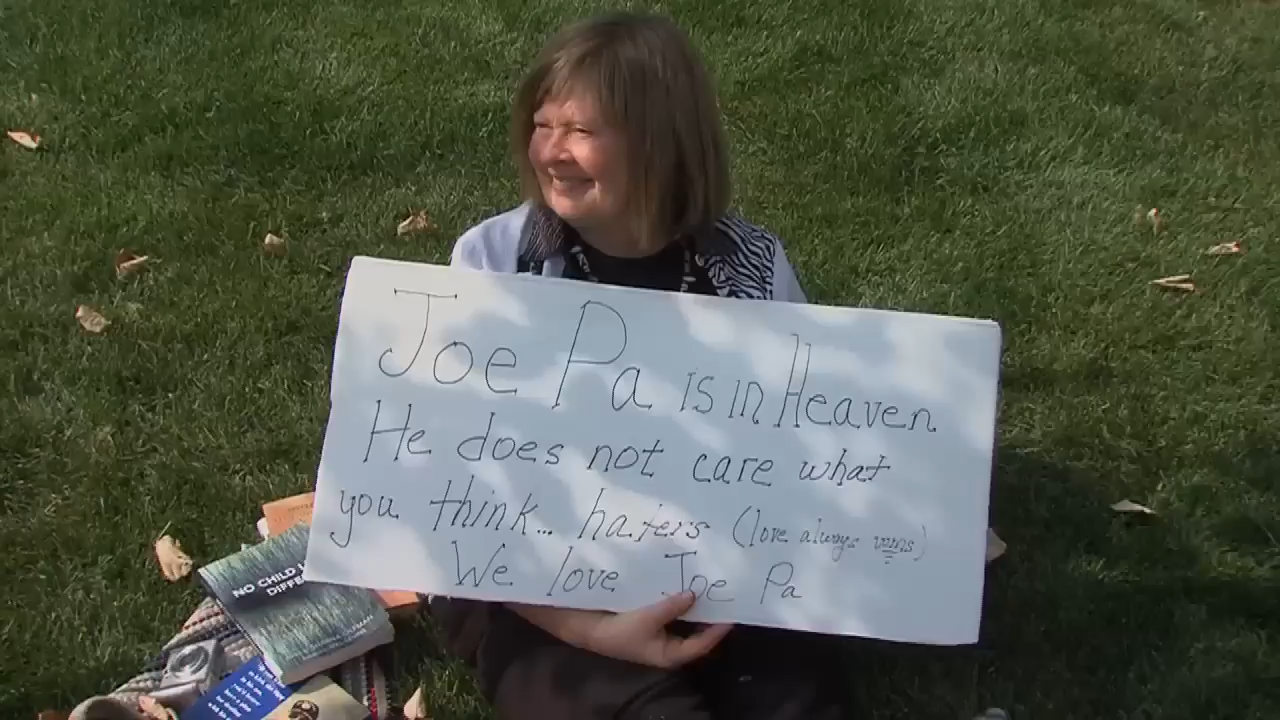 Joe Pa is in Heaven.
He does not care what
you think... haters (love always wins)
We love Joe Pa
NO CHILD
DIFFE